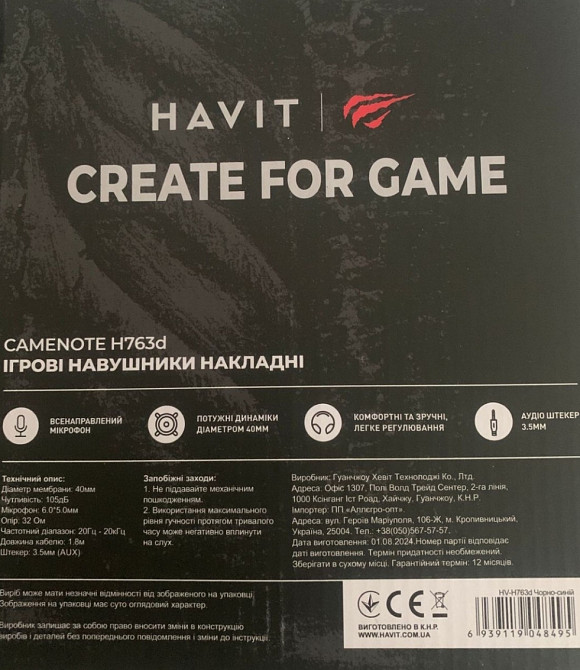 HAVIT
CREATE FOR GAME
CAMENOTE H763d
ІГРОВІ НАВУШНИКИ НАКЛАДНІ
ВСЕНАПРАВЛЕНИЙ
МІКРОФОН
ПОТУЖНІ ДИНАМІКИ
ДІАМЕТРОМ 40ММ
КОМФОРТНІ ТА ЗРУЧНІ,
ЛЕГКЕ РЕГУЛЮВАННЯ
АУДІО ШТЕКЕР
3.5ММ
Технічний опис:
Діаметр мембрани: 40мм
Чутливість: 105дБ
Мікрофон: 6.0*5.0мм
Опір: 32 Ом
Частотний діапазон: 20Гц - 20кГц
Довжина кабелю: 1.8м
Штекер: 3.5мм (AUX)
Запобіжні заходи:
1. Не піддавайте механічним
пошкодженням.
2. Використання максимального
рівня гучності протягом тривалого
часу може негативно вплинути
на слух.
Виробник: Гуанчжоу Хевіт Технолоджі Ко., Лтд.
Адреса: Офіс 1307, Полі Волд Трейд Сентер, 2-га лінія,
1000 Ксінганг Іст Роад, Хайчжу, Гуанчжоу, К.Н.Р.
Імпортер: ПП «Аллєгро-опт».
Адреса: вул. Героїв Маріуполя, 106-Ж, м. Кропивницький,
Україна, 25004. Тел.: +38(050)567-57-57.
Дата виготовлення: 01.08.2024.Номер партії відповідає
даті виготовлення. Термін придатності необмежений.
Зберігати в сухому місці. Гарантійний термін: 12 місяців.
Виріб може мати незначні відмінності від зображеного на упаковці.
Зображення на упаковці має суто оглядовий характер.
Виробник залишає за собою право вносити зміни в конструкцію
виробів і деталей без попереднього повідомлення і зміни до інструкції.
CE
ВИГОТОВЛЕНО В К.Н.Р.
WWW.HAVIT.COM.UA
HV-H763d Чорно-синій
6 939119 048495